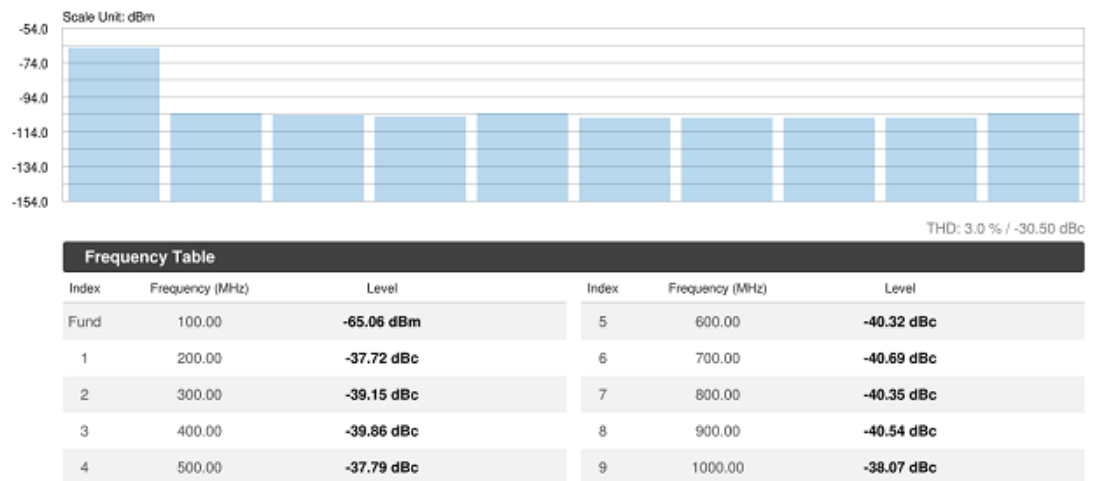 Scale Unit: dBm
-54.0
-74.0
-94.0
-114.0
-134.0
-154.0
THD: 3.0 % / -30.50 dBc
Frequency Table
Index Frequency (MHz) Level Index Frequency (MHz) Level
Fund 100.00 -65.06 dBm 5 600.00 -40.32 dBc
1 200.00 -37.72 dBc 6 700.00 -40.69 dBc
2 300.00 -39.15 dBc 7 800.00 -40.35 dBc
3 400.00 -39.86 dBc 8 900.00 -40.54 dBc
4 500.00 -37.79 dBc 9 1000.00 -38.07 dBc